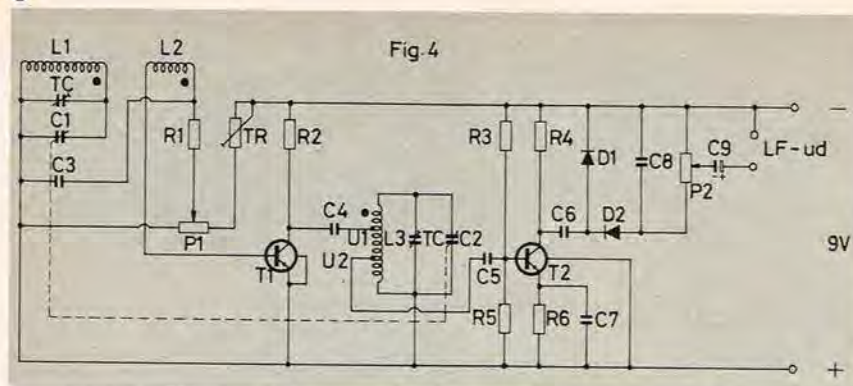 Fig. 4
L1
L2
TC
C1
C3
R1
TR
R2
P1
T1
C4
U1
U2
L3
TC
C2
C5
R3
R4
R5
R6
T2
C6
C7
D1
D2
C8
P2
C9
+
LF-ud
−
9V
+